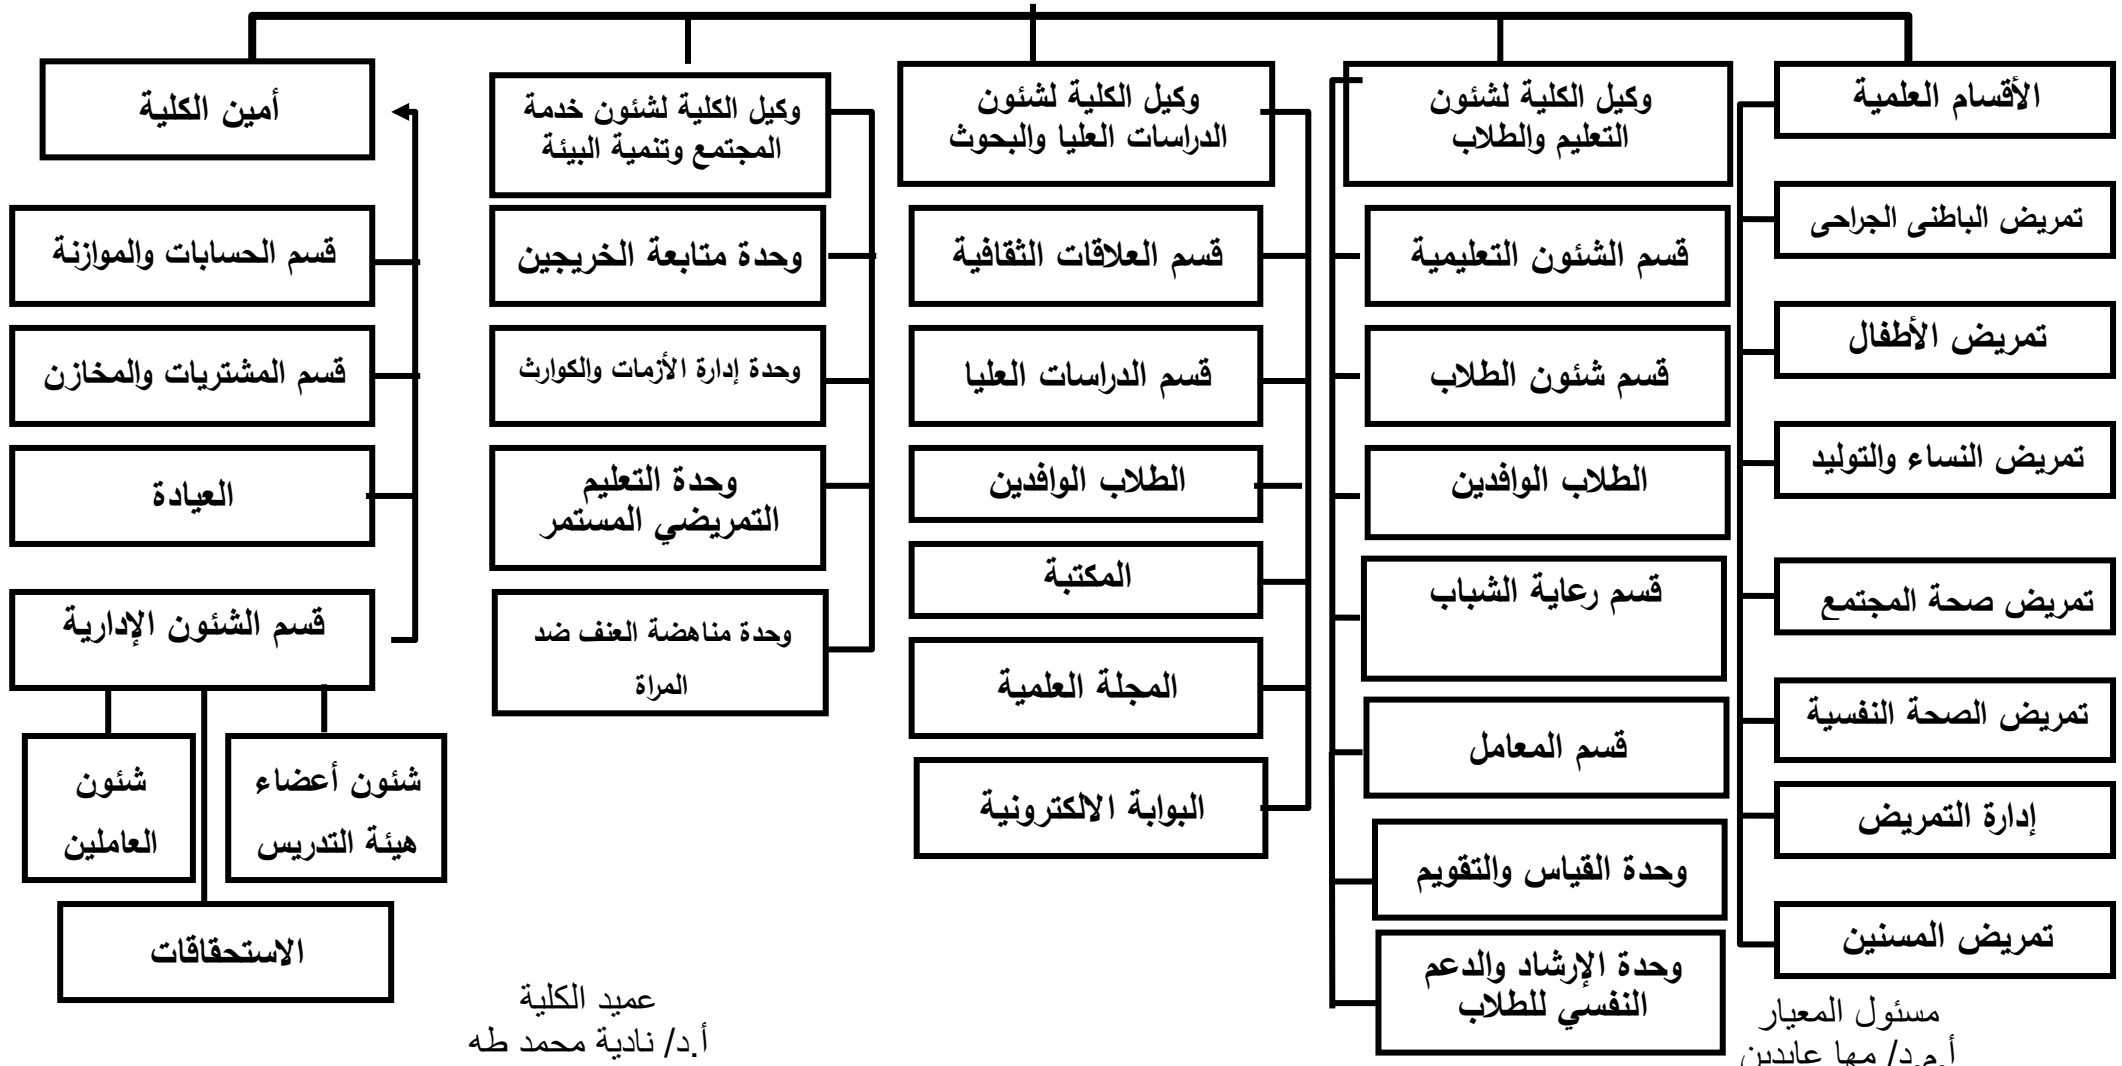 الأقسام العلمية
تمريض الباطنى الجراحى
تمريض الأطفال
تمريض النساء والتوليد
تمريض صحة المجتمع
تمريض الصحة النفسية
إدارة التمريض
تمريض المسنين
وكيل الكلية لشئون
التعليم والطلاب
قسم الشئون التعليمية
قسم شئون الطلاب
الطلاب الوافدين
قسم رعاية الشباب
قسم المعامل
وحدة القياس والتقويم
وحدة الإرشاد والدعم
النفسي للطلاب
وكيل الكلية لشئون
الدراسات العليا والبحوث
قسم العلاقات الثقافية
قسم الدراسات العليا
الطلاب الوافدين
المكتبة
المجلة العلمية
البوابة الالكترونية
وكيل الكلية لشئون خدمة
المجتمع وتنمية البيئة
وحدة متابعة الخريجين
وحدة إدارة الأزمات والكوارث
وحدة التعليم
التمريضي المستمر
وحدة مناهضة العنف ضد
المراة
أمين الكلية
قسم الحسابات والموازنة
قسم المشتريات والمخازن
العيادة
قسم الشئون الإدارية
شئون أعضاء
هيئة التدريس
شئون
العاملين
الاستحقاقات
مسئول المعيار
أ.م.د/ مها عابدين
عميد الكلية
أ.د/ نادية محمد طه